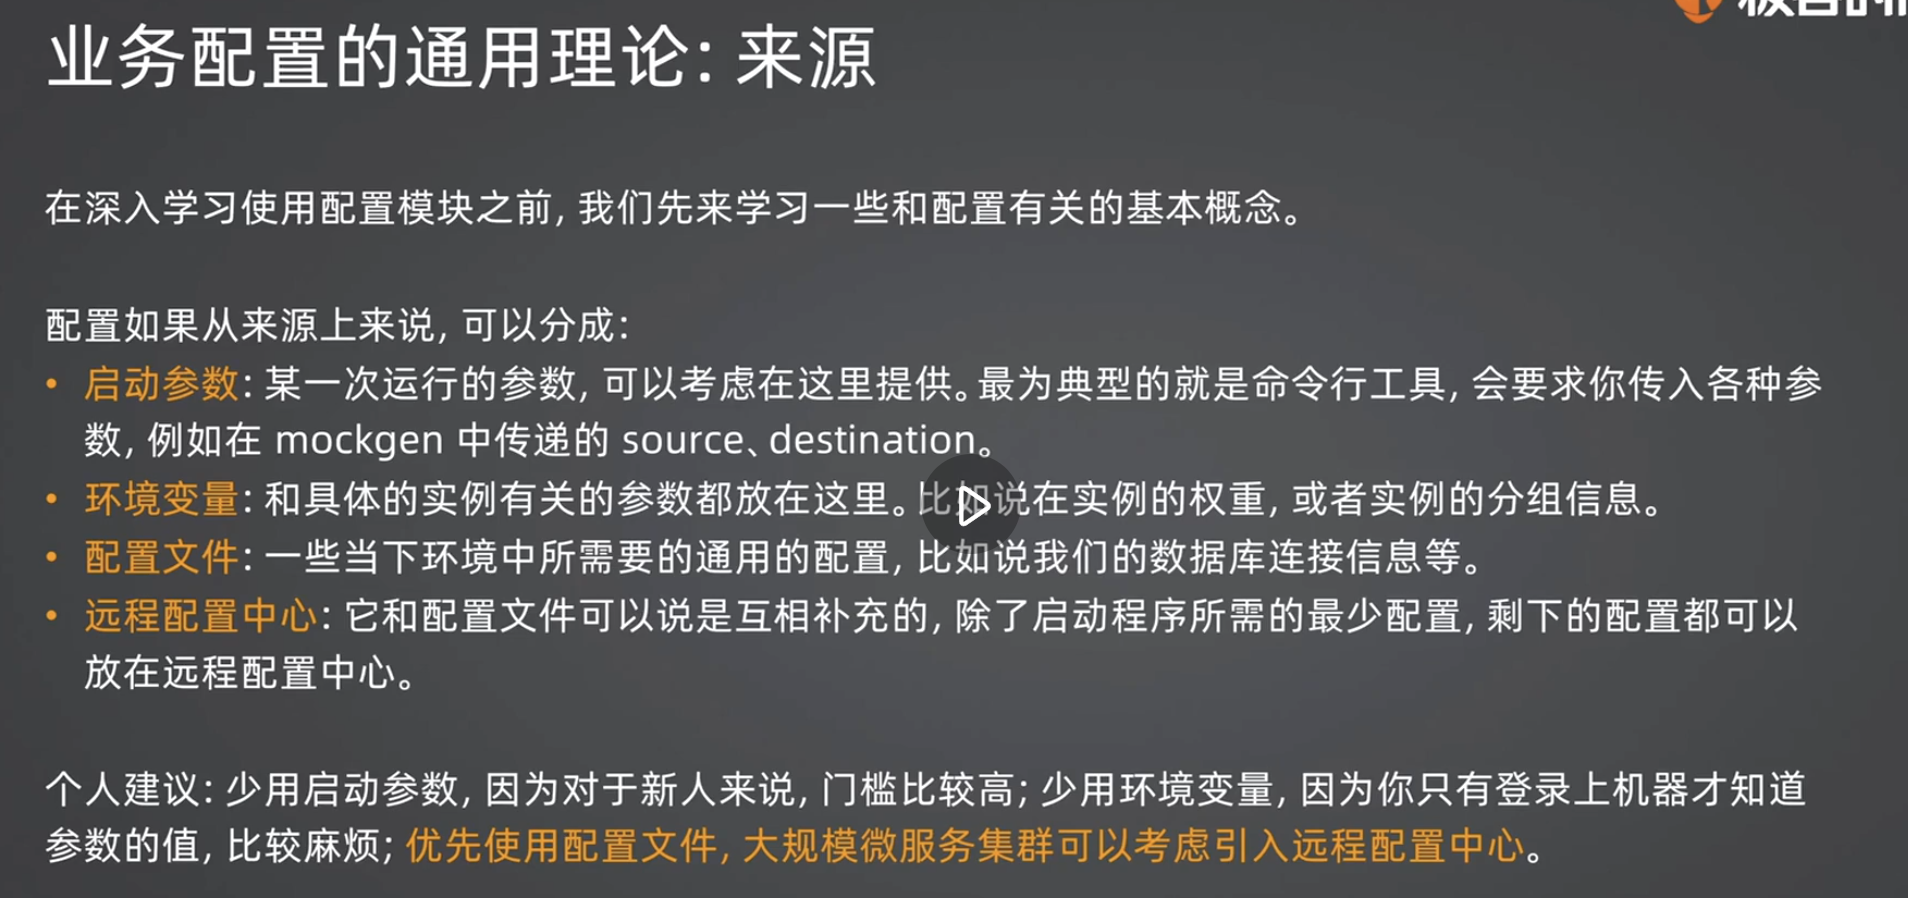 业务配置的通用理论：来源
在深入学习使用配置模块之前，我们先来学习一些和配置有关的基本概念。
配置如果从来源上来说，可以分成：
• 启动参数：某一次运行的参数，可以考虑在这里提供。最为典型的就是命令行工具，会要求你传入各种参
数，例如在 mockgen 中传递的 source、destination。
• 环境变量：和具体的实例有关的参数都放在这里。比如说在实例的权重，或者实例的分组信息。
• 配置文件：一些当下环境中所需要的通用的配置，比如说我们的数据库连接信息等。
• 远程配置中心：它和配置文件可以说是互相补充的，除了启动程序所需的最少配置，剩下的配置都可以
放在远程配置中心。
个人建议：少用启动参数，因为对于新人来说，门槛比较高；少用环境变量，因为你只有登录上机器才知道
参数的值，比较麻烦；优先使用配置文件，大规模微服务集群可以考虑引入远程配置中心。